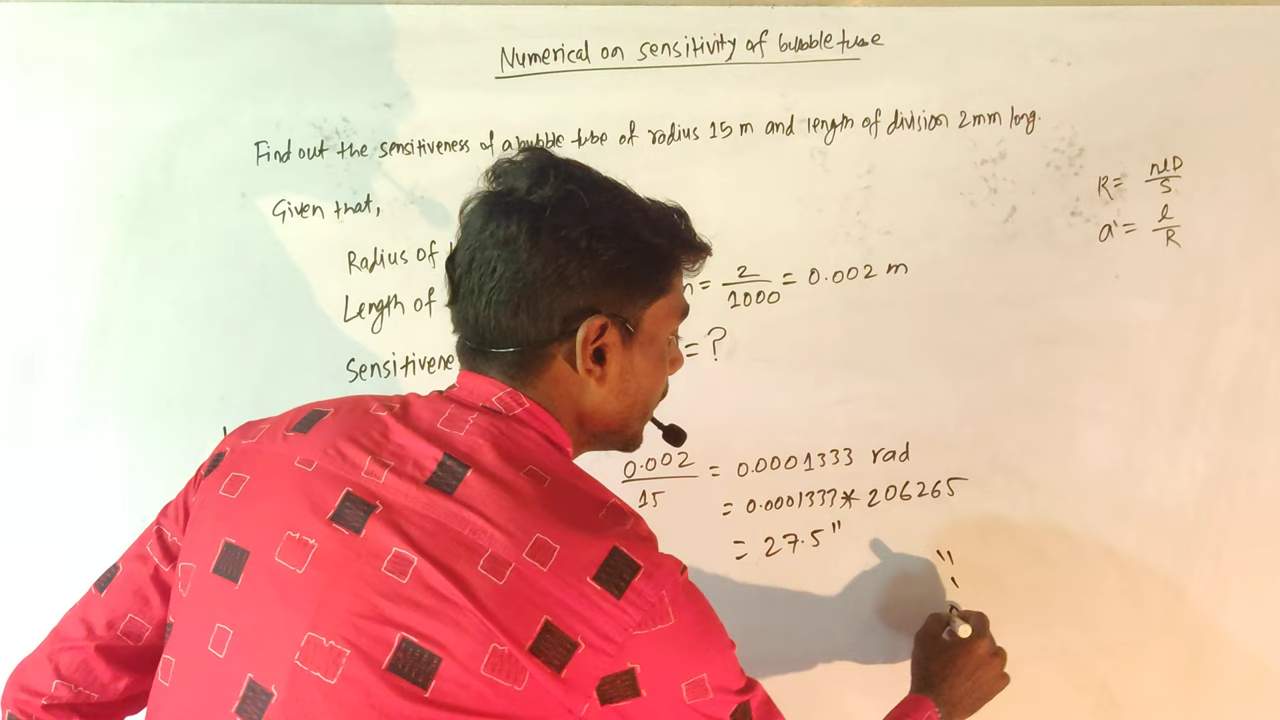 Numerical on sensitivity of bubble tube
Find out the sensitiveness of a bubble tube of radius 15 m and length of division 2mm long.
Given that,
R = nlD/S
a' = l/R
Radius of
Length of = 2/1000 = 0.002 m
= ?
0.002/15 = 0.0001333 rad
= 0.0001333 * 206265
= 27.5"
"
'